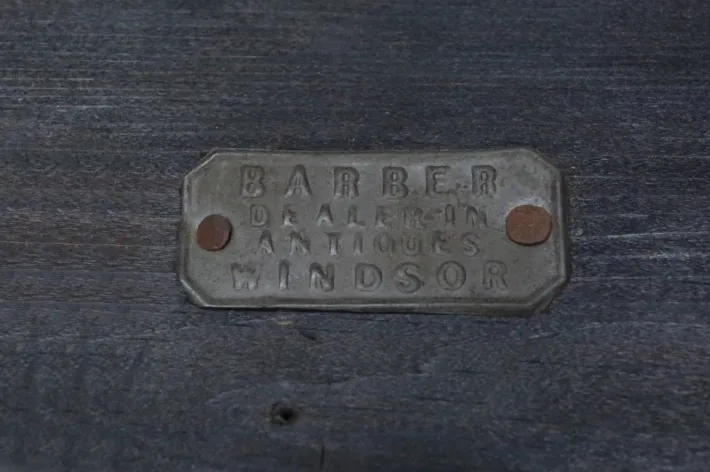 BARBER
DEALER IN
ANTIQUES
WINDSOR